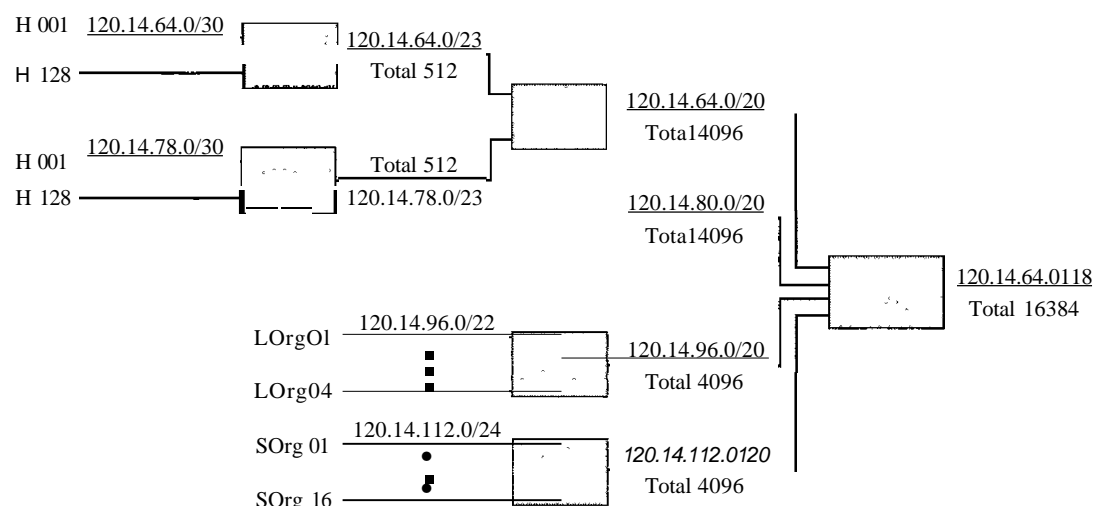 H 001 120.14.64.0/30
120.14.64.0/23
H 128
Total 512
120.14.64.0/20
Tota14096
H 001 120.14.78.0/30
Total 512
H 128
120.14.78.0/23
120.14.80.0/20
Tota14096
120.14.64.0118
Total 16384
LOrgOl 120.14.96.0/22
120.14.96.0/20
Total 4096
LOrg04
SOrg 01 120.14.112.0/24
120.14.112.0120
Total 4096
SOrg 16